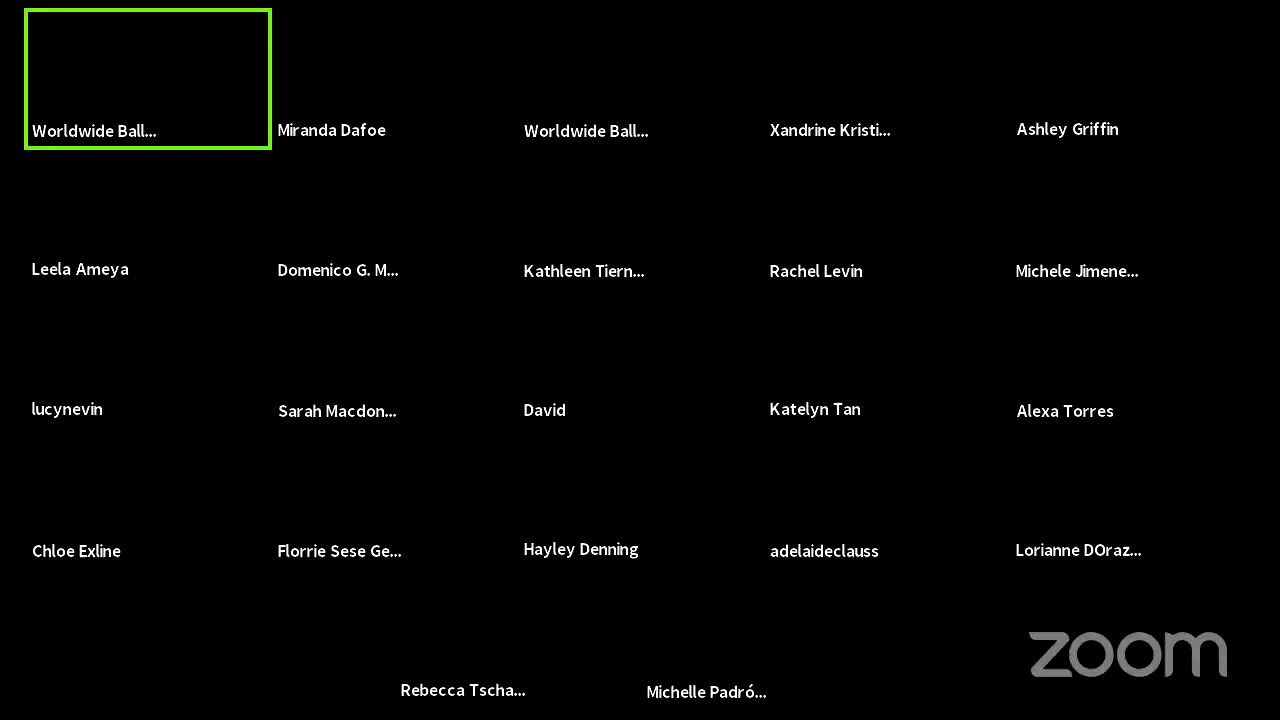 Worldwide Ball...
Miranda Dafoe
Worldwide Ball...
Xandrine Kristi...
Ashley Griffin
Leela Ameya
Domenico G. M...
Kathleen Tiern...
Rachel Levin
Michele Jimene...
lucynevin
Sarah Macdon...
David
Katelyn Tan
Alexa Torres
Chloe Exline
Florrie Sese Ge...
Hayley Denning
adelaideclauss
Lorianne DOraz...
Rebecca Tscha...
Michelle Padró...
zoom